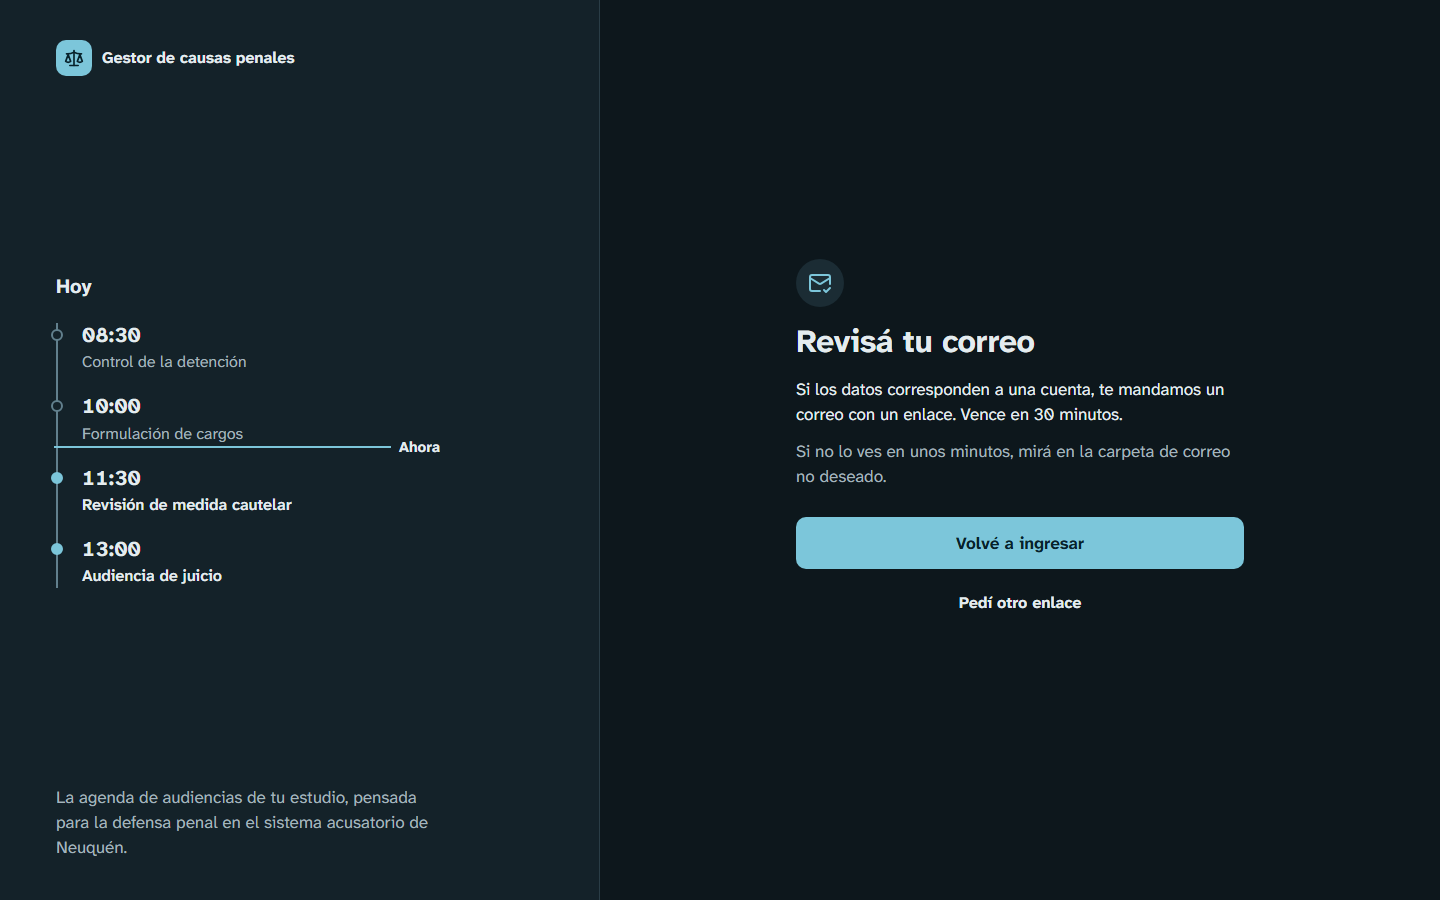 Gestor de causas penales
Hoy
08:30
Control de la detención
10:00
Formulación de cargos
Ahora
11:30
Revisión de medida cautelar
13:00
Audiencia de juicio
La agenda de audiencias de tu estudio, pensada
para la defensa penal en el sistema acusatorio de
Neuquén.
Revisá tu correo
Si los datos corresponden a una cuenta, te mandamos un
correo con un enlace. Vence en 30 minutos.
Si no lo ves en unos minutos, mirá en la carpeta de correo
no deseado.
Volvé a ingresar
Pedí otro enlace